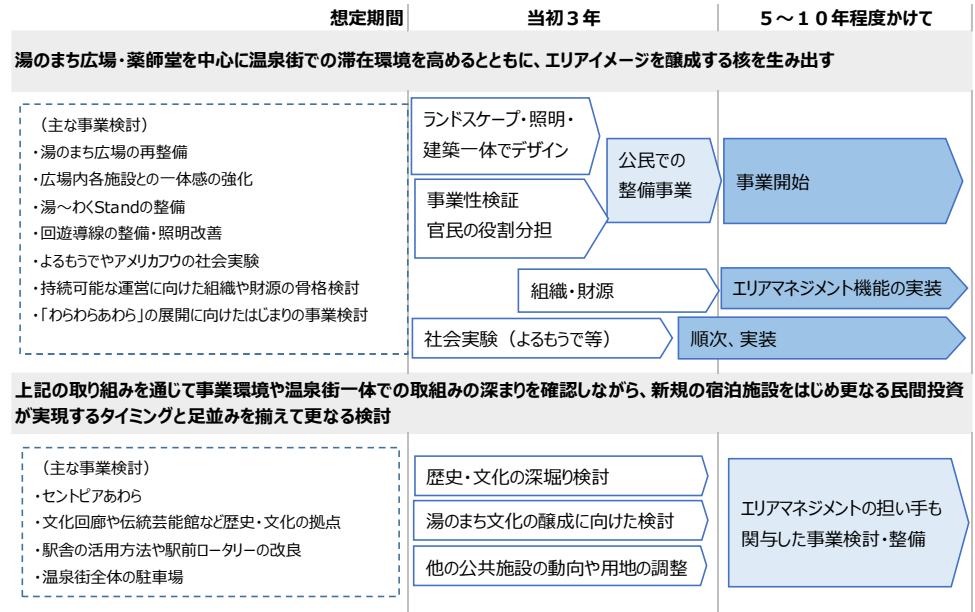 想定期間
当初３年
５～１０年程度かけて
湯のまち広場・薬師堂を中心に温泉街での滞在環境を高めるとともに、エリアイメージを醸成する核を生み出す
（主な事業検討）
・湯のまち広場の再整備
・広場内各施設との一体感の強化
・湯～わくStandの整備
・回遊導線の整備・照明改善
・よるもうでやアメリカフウの社会実験
・持続可能な運営に向けた組織や財源の骨格検討
・「わらわらあわら」の展開に向けたはじまりの事業検討
ランドスケープ・照明・
建築一体でデザイン
事業性検証
官民の役割分担
公民での
整備事業
事業開始
組織・財源
エリアマネジメント機能の実装
社会実験（よるもうで等）
順次、実装
上記の取り組みを通じて事業環境や温泉街一体での取組みの深まりを確認しながら、新規の宿泊施設をはじめ更なる民間投資
が実現するタイミングと足並みを揃えて更なる検討
（主な事業検討）
・セントピアあわら
・文化回廊や伝統芸能館など歴史・文化の拠点
・駅舎の活用方法や駅前ロータリーの改良
・温泉街全体の駐車場
歴史・文化の深堀り検討
湯のまち文化の醸成に向けた検討
他の公共施設の動向や用地の調整
エリアマネジメントの担い手も
関与した事業検討・整備